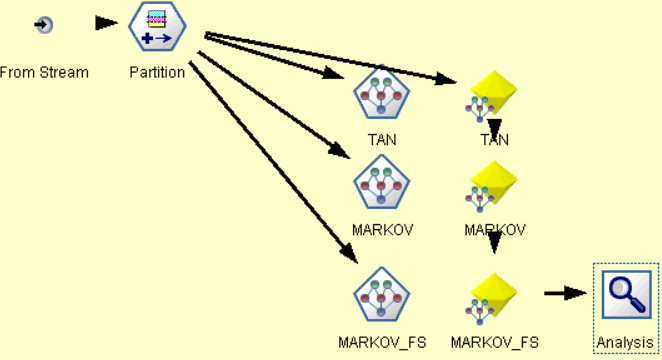 From Stream
Partition
TAN
TAN
MARKOV
MARKOV
MARKOV_FS
MARKOV_FS
Analysis